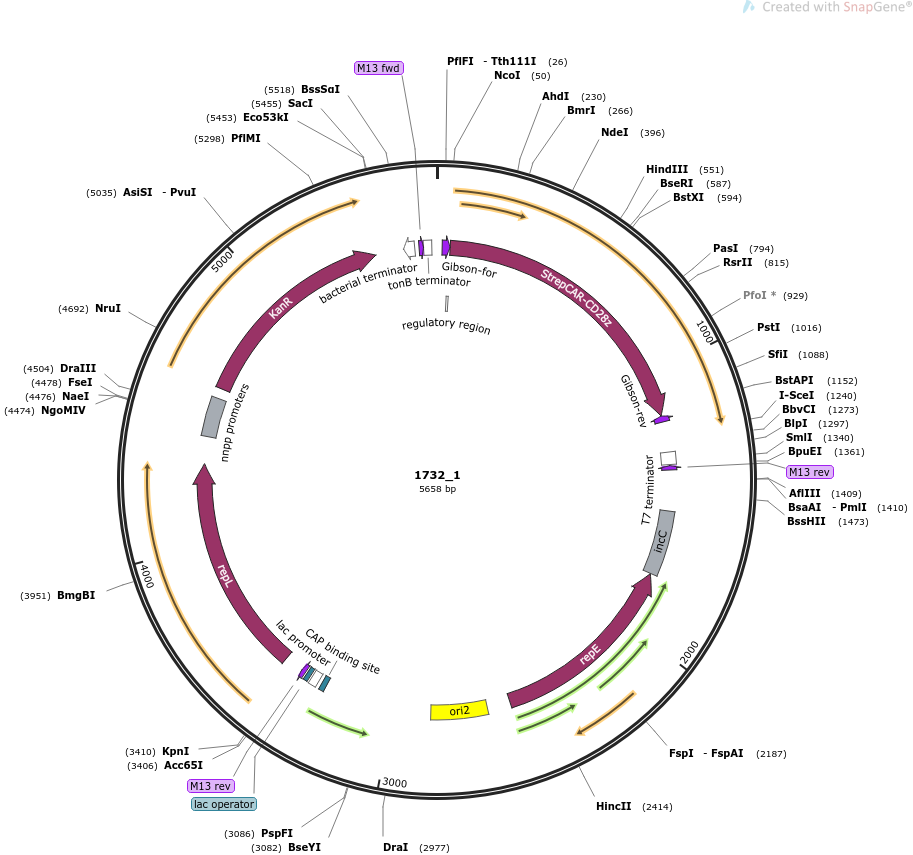 Created with SnapGene®
M13 fwd
PflFI - Tth111I (26)
NcoI (50)
AhdI (230)
BmrI (266)
NdeI (396)
HindIII (551)
BseRI (587)
BstXI (594)
PasI (794)
RsrII (815)
PfoI * (929)
PstI (1016)
SfiI (1088)
BstAPI (1152)
I-SceI (1240)
BbvCI (1273)
BlpI (1297)
SmlI (1340)
BpuEI (1361)
M13 rev
AflIII (1409)
BsaAI - PmlI (1410)
BssHII (1473)
FspI - FspAI (2187)
HincII (2414)
DraI (2977)
(3082) BseYI
(3086) PspFI
lac operator
M13 rev
(3406) Acc65I
(3410) KpnI
(3951) BmgBI
(4474) NgoMIV
(4476) NaeI
(4478) FseI
(4504) DraIII
(4692) NruI
(5035) AsiSI - PvuI
(5298) PflMI
(5453) Eco53kI
(5455) SacI
(5518) BssSαI
1000
2000
3000
4000
5000
KanR
bacterial terminator
tonB terminator
Gibson-for
regulatory region
StrepCAR-CD28z
Gibson-rev
T7 terminator
incC
repE
ori2
CAP binding site
lac promoter
repL
nnpp promoters
1732_1
5658 bp